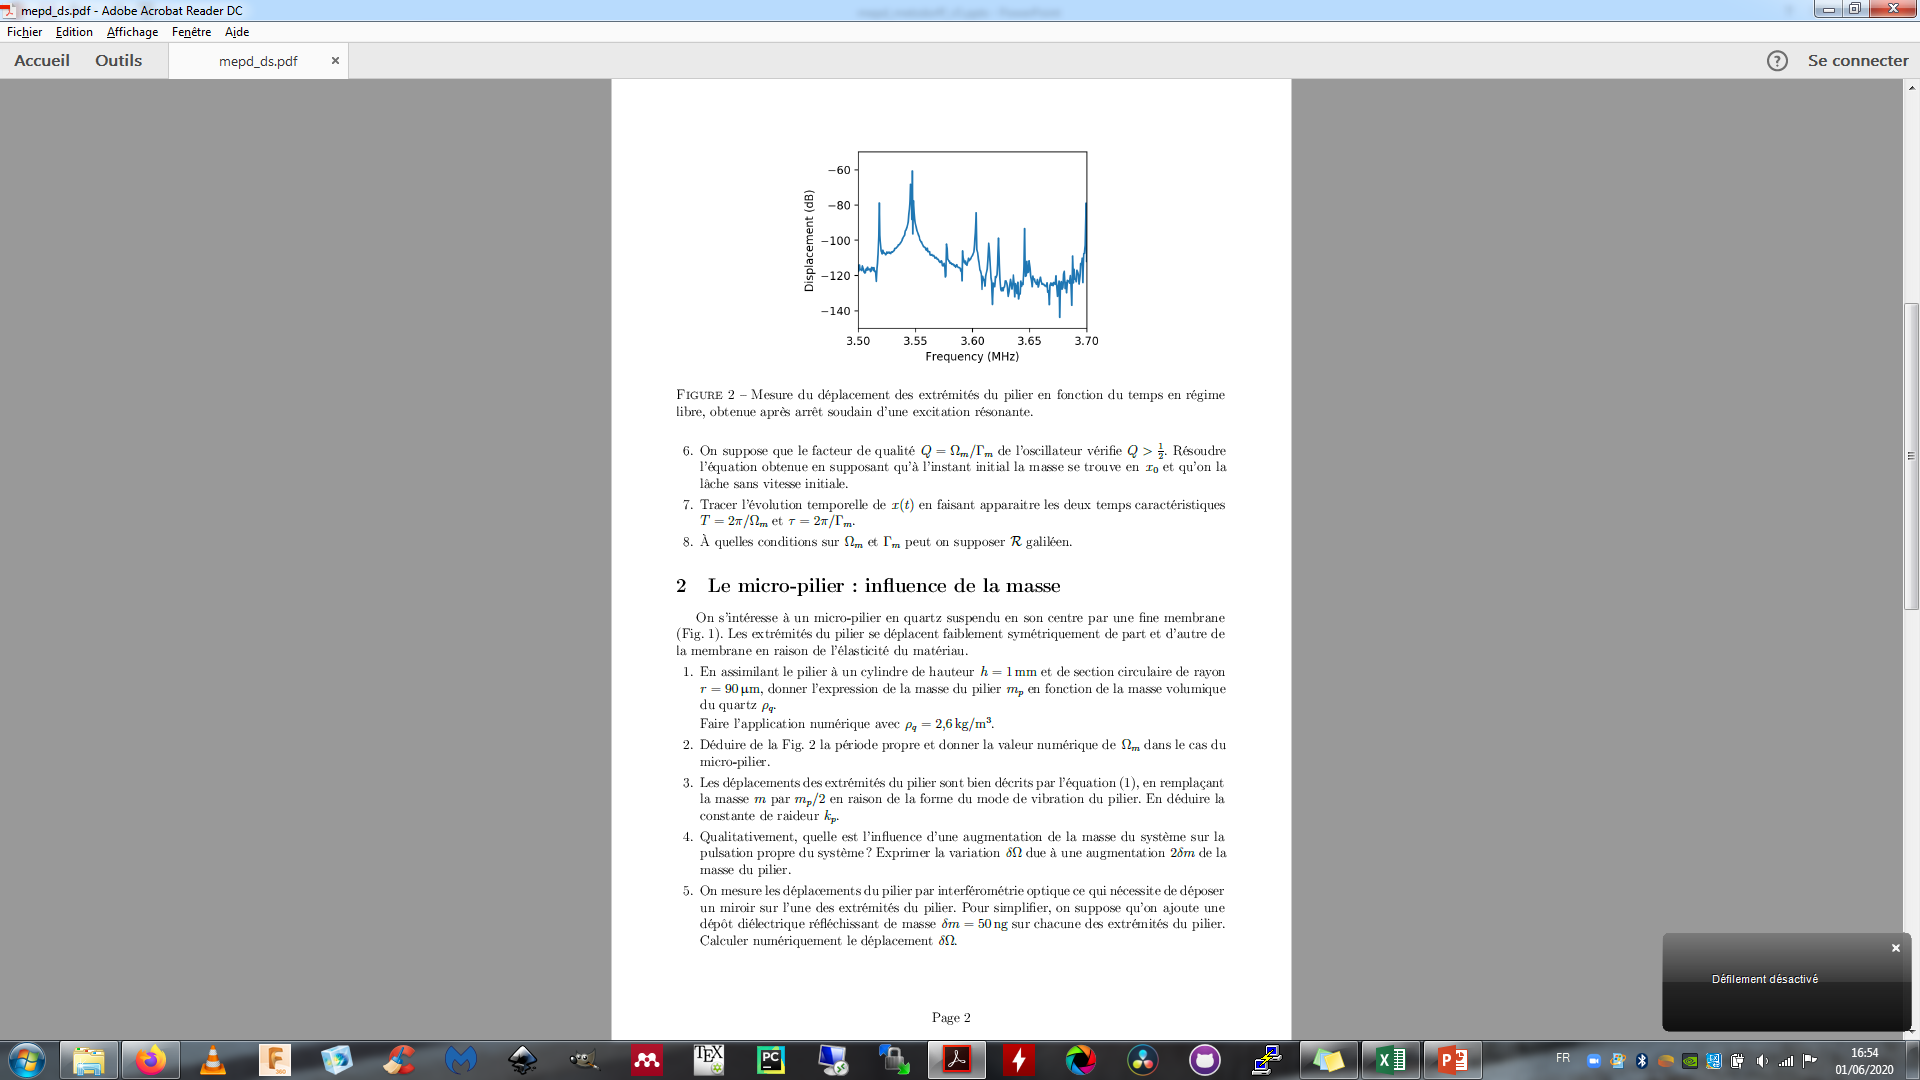 mepd_ds.pdf - Adobe Acrobat Reader DC
Fichier Edition Affichage Fenêtre Aide
Accueil Outils mepd_ds.pdf × ? Se connecter
−60
−80
−100
−120
−140
Displacement (dB)
3.50 3.55 3.60 3.65 3.70
Frequency (MHz)
FIGURE 2 – Mesure du déplacement des extrémités du pilier en fonction du temps en régime
libre, obtenue après arrêt soudain d'une excitation résonante.
6. On suppose que le facteur de qualité Q = Ωm/Γm de l'oscillateur vérifie Q > 1/2. Résoudre
l'équation obtenue en supposant qu'à l'instant initial la masse se trouve en x0 et qu'on la
lâche sans vitesse initiale.
7. Tracer l'évolution temporelle de x(t) en faisant apparaitre les deux temps caractéristiques
T = 2π/Ωm et τ = 2π/Γm.
8. À quelles conditions sur Ωm et Γm peut on supposer R galiléen.
2 Le micro-pilier : influence de la masse
On s'intéresse à un micro-pilier en quartz suspendu en son centre par une fine membrane
(Fig. 1). Les extrémités du pilier se déplacent faiblement symétriquement de part et d'autre de
la membrane en raison de l'élasticité du matériau.
1. En assimilant le pilier à un cylindre de hauteur h = 1 mm et de section circulaire de rayon
r = 90 µm, donner l'expression de la masse du pilier mp en fonction de la masse volumique
du quartz ρq.
Faire l'application numérique avec ρq = 2,6 kg/m³.
2. Déduire de la Fig. 2 la période propre et donner la valeur numérique de Ωm dans le cas du
micro-pilier.
3. Les déplacements des extrémités du pilier sont bien décrits par l'équation (1), en remplaçant
la masse m par mp/2 en raison de la forme du mode de vibration du pilier. En déduire la
constante de raideur kp.
4. Qualitativement, quelle est l'influence d'une augmentation de la masse du système sur la
pulsation propre du système ? Exprimer la variation δΩ due à une augmentation 2δm de la
masse du pilier.
5. On mesure les déplacements du pilier par interférométrie optique ce qui nécessite de déposer
un miroir sur l'une des extrémités du pilier. Pour simplifier, on suppose qu'on ajoute une
dépôt diélectrique réfléchissant de masse δm = 50 ng sur chacune des extrémités du pilier.
Calculer numériquement le déplacement δΩ.
Page 2
Défilement désactivé
FR
16:54
01/06/2020